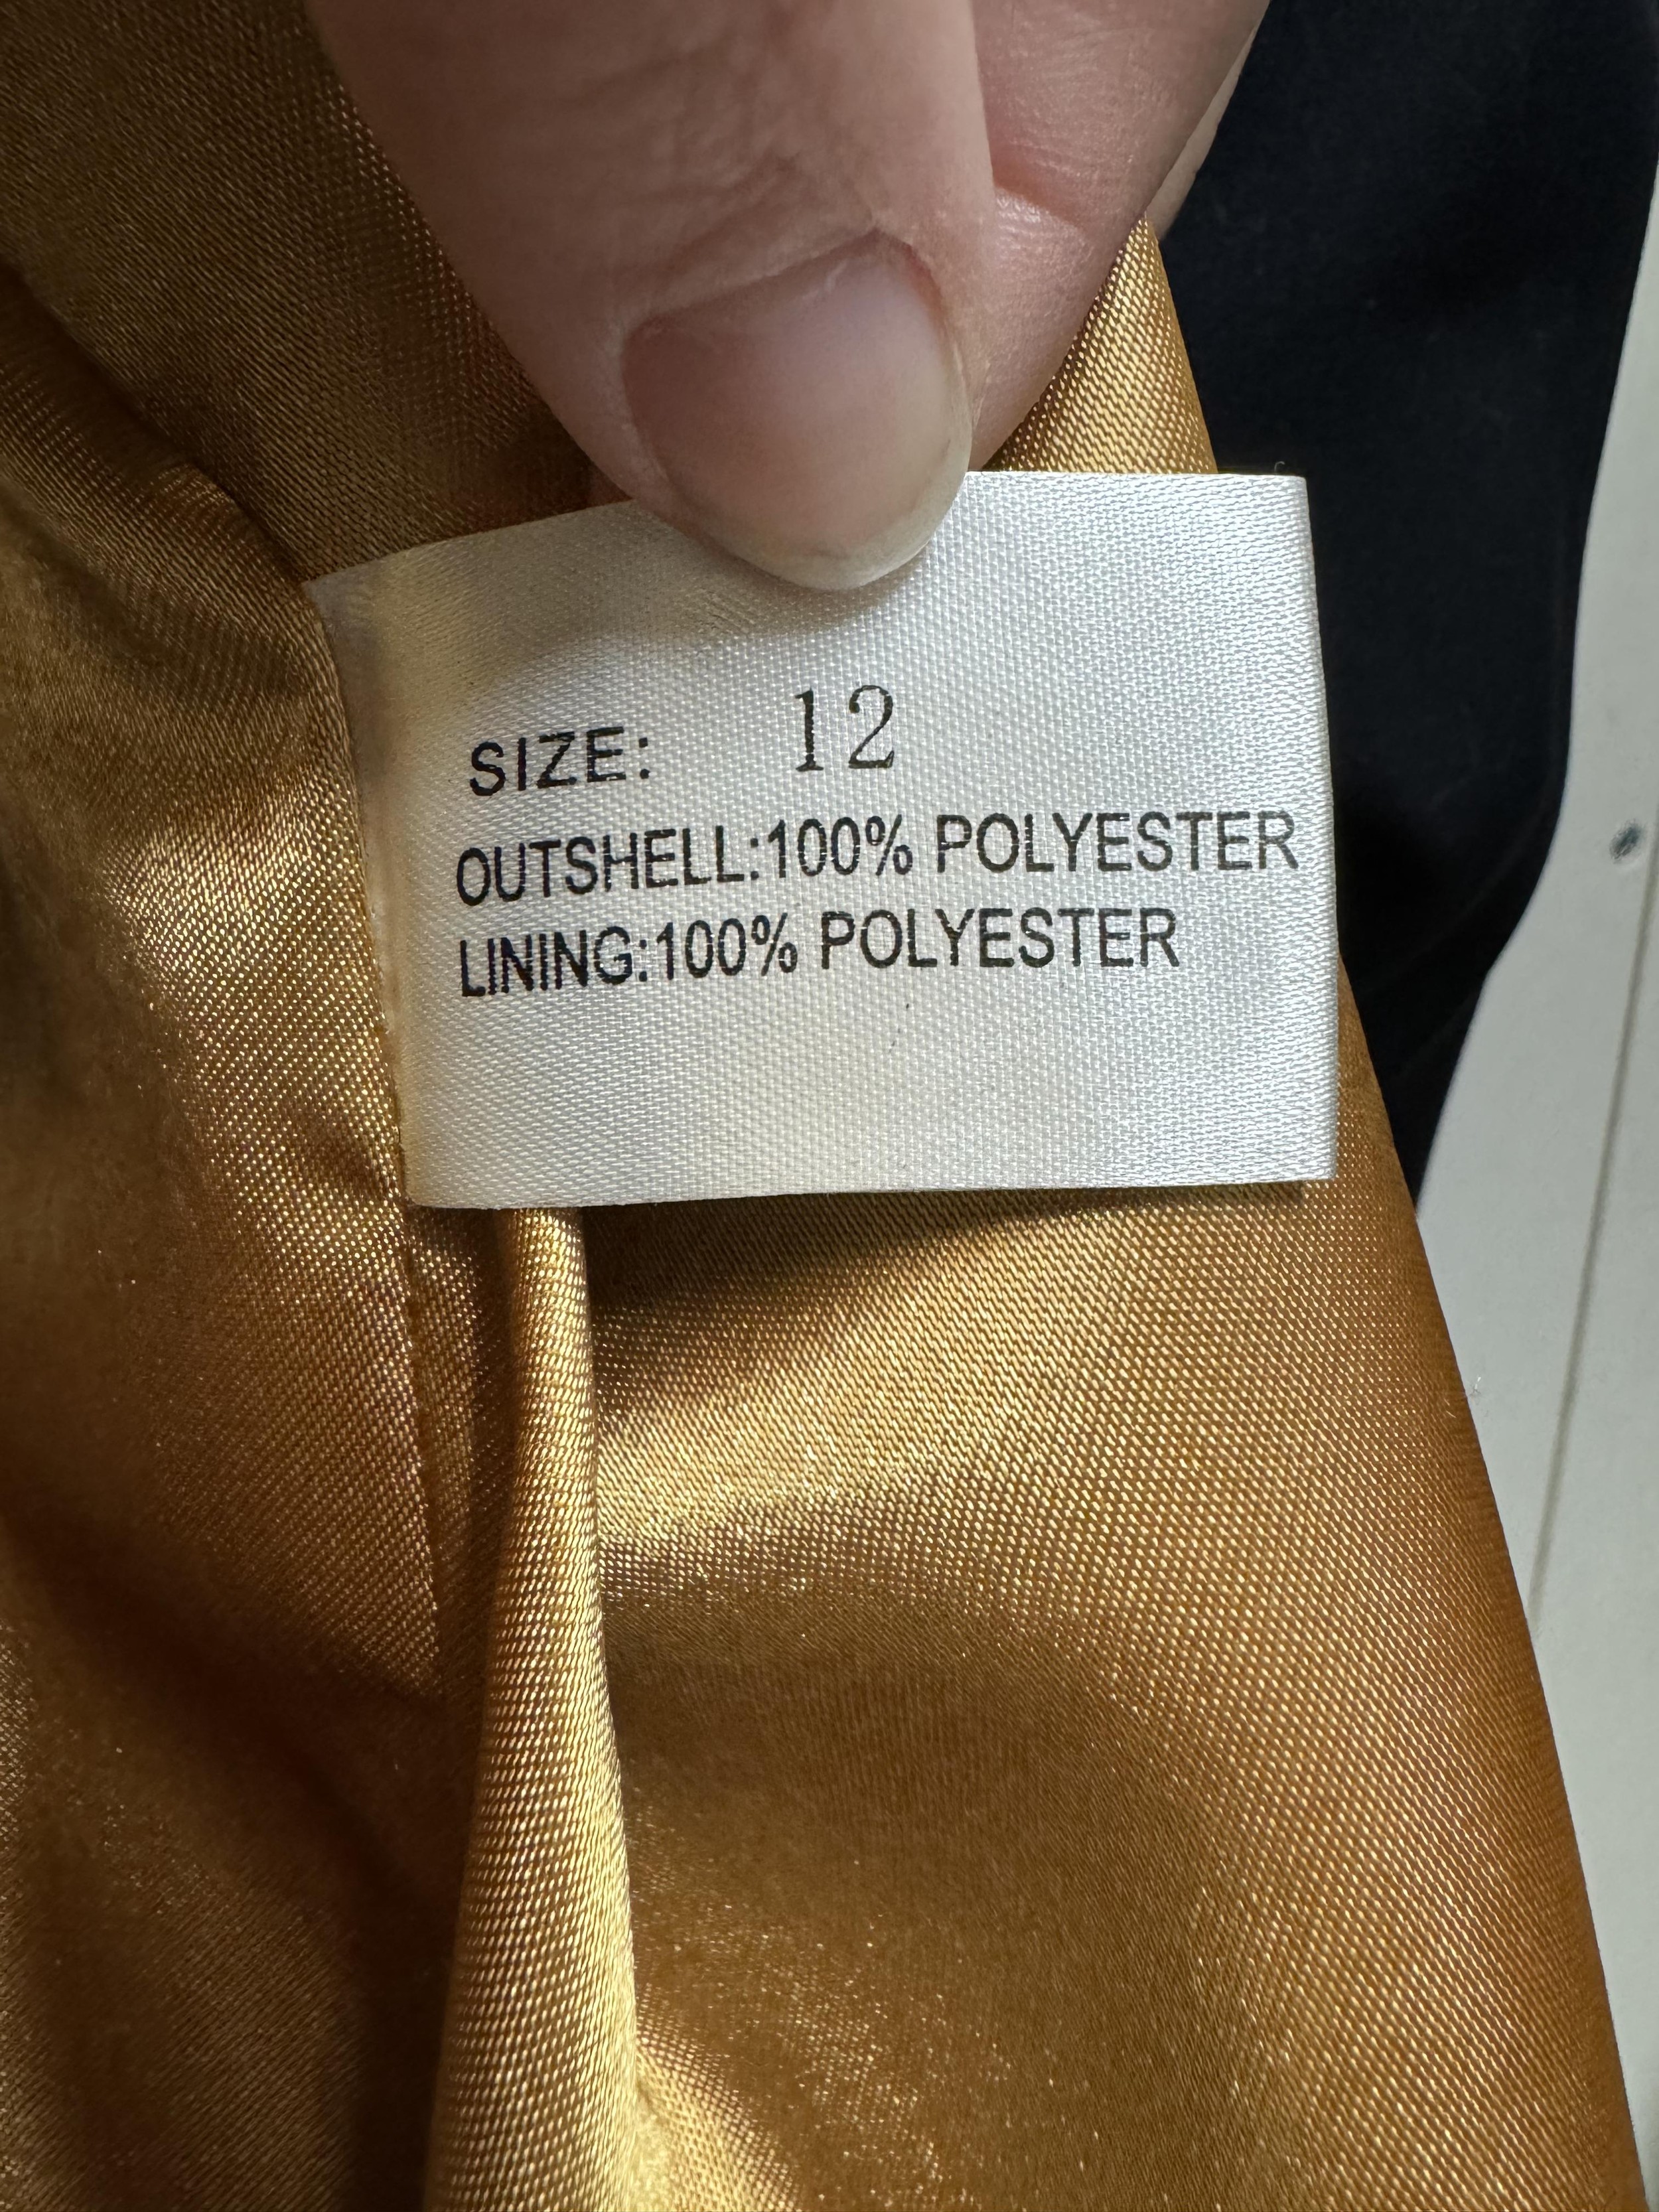 SIZE: 12
OUTSHELL:100% POLYESTER
LINING:100% POLYESTER